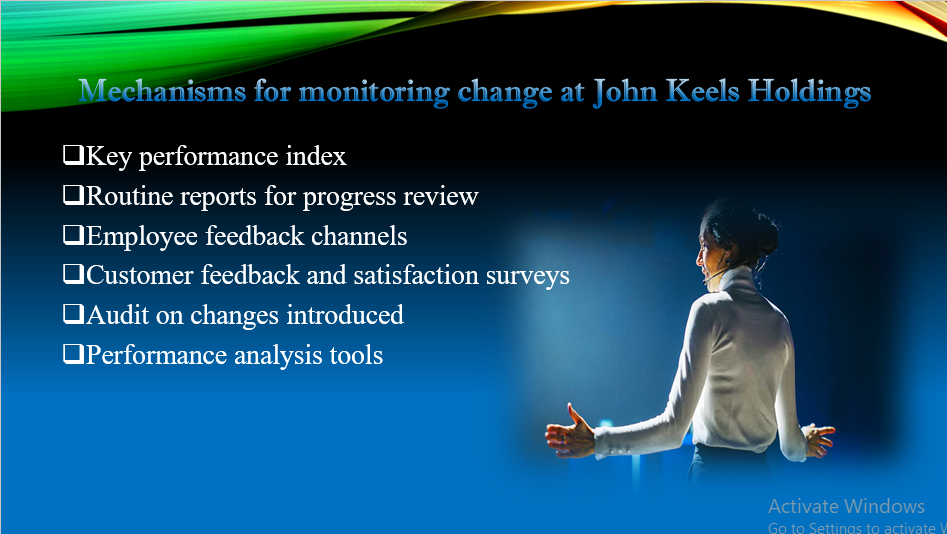 Mechanisms for monitoring change at John Keels Holdings
❑Key performance index
❑Routine reports for progress review
❑Employee feedback channels
❑Customer feedback and satisfaction surveys
❑Audit on changes introduced
❑Performance analysis tools
Activate Windows
Go to Settings to activate W